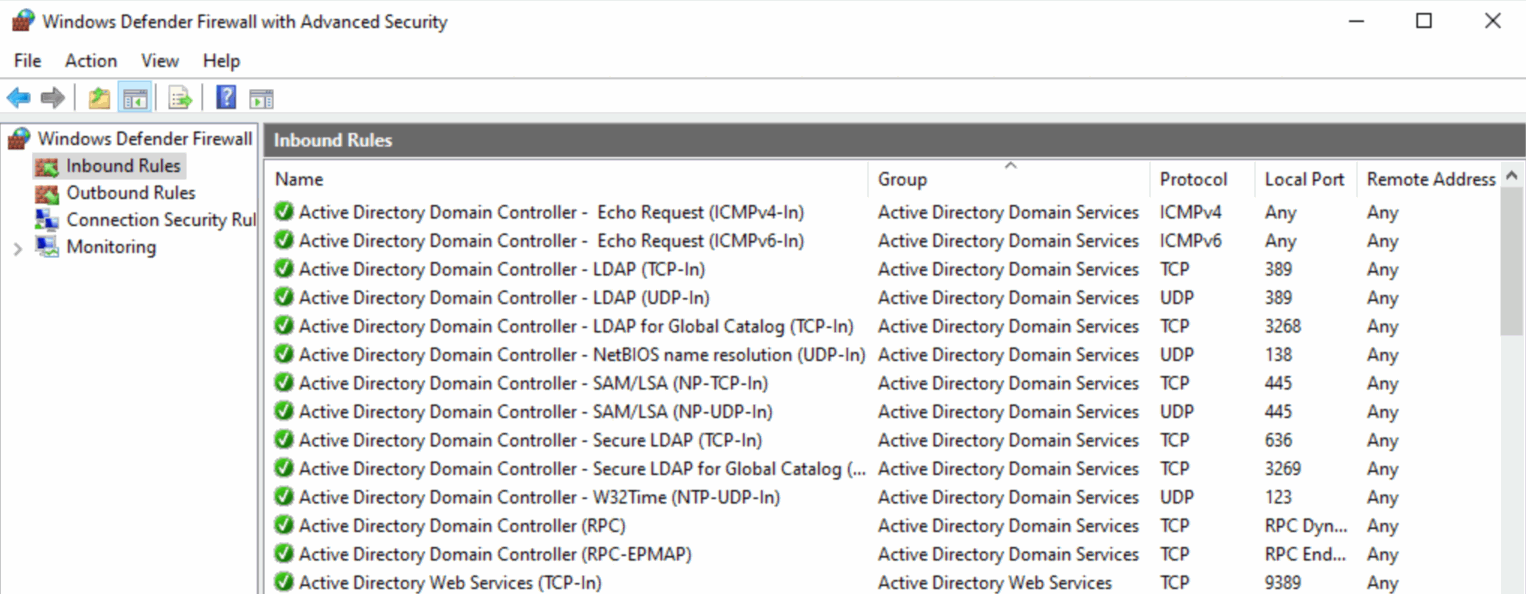 Windows Defender Firewall with Advanced Security
File Action View Help
Windows Defender Firewall
Inbound Rules
Outbound Rules
Connection Security Rul
Monitoring
Inbound Rules
Name Group Protocol Local Port Remote Address
Active Directory Domain Controller -  Echo Request (ICMPv4-In) Active Directory Domain Services ICMPv4 Any Any
Active Directory Domain Controller -  Echo Request (ICMPv6-In) Active Directory Domain Services ICMPv6 Any Any
Active Directory Domain Controller - LDAP (TCP-In) Active Directory Domain Services TCP 389 Any
Active Directory Domain Controller - LDAP (UDP-In) Active Directory Domain Services UDP 389 Any
Active Directory Domain Controller - LDAP for Global Catalog (TCP-In) Active Directory Domain Services TCP 3268 Any
Active Directory Domain Controller - NetBIOS name resolution (UDP-In) Active Directory Domain Services UDP 138 Any
Active Directory Domain Controller - SAM/LSA (NP-TCP-In) Active Directory Domain Services TCP 445 Any
Active Directory Domain Controller - SAM/LSA (NP-UDP-In) Active Directory Domain Services UDP 445 Any
Active Directory Domain Controller - Secure LDAP (TCP-In) Active Directory Domain Services TCP 636 Any
Active Directory Domain Controller - Secure LDAP for Global Catalog (... Active Directory Domain Services TCP 3269 Any
Active Directory Domain Controller - W32Time (NTP-UDP-In) Active Directory Domain Services UDP 123 Any
Active Directory Domain Controller (RPC) Active Directory Domain Services TCP RPC Dyn... Any
Active Directory Domain Controller (RPC-EPMAP) Active Directory Domain Services TCP RPC End... Any
Active Directory Web Services (TCP-In) Active Directory Web Services TCP 9389 Any